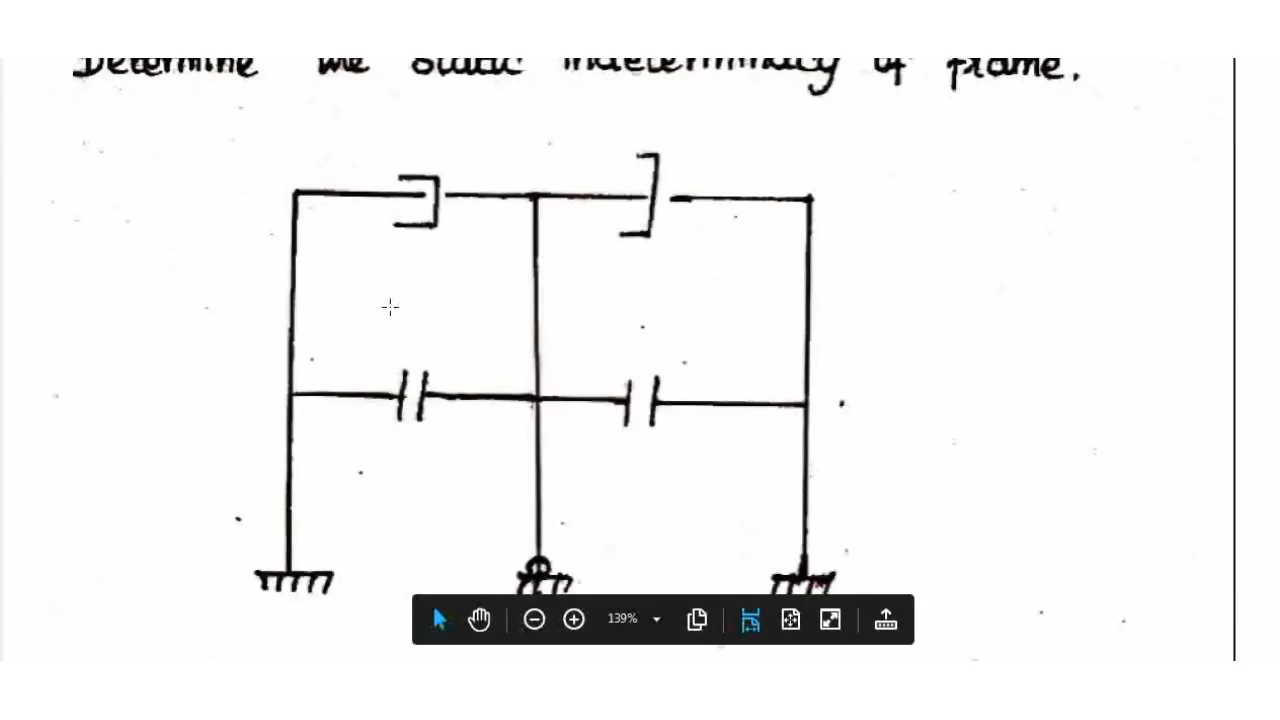 Determine the static indeterminacy of frame.
139%